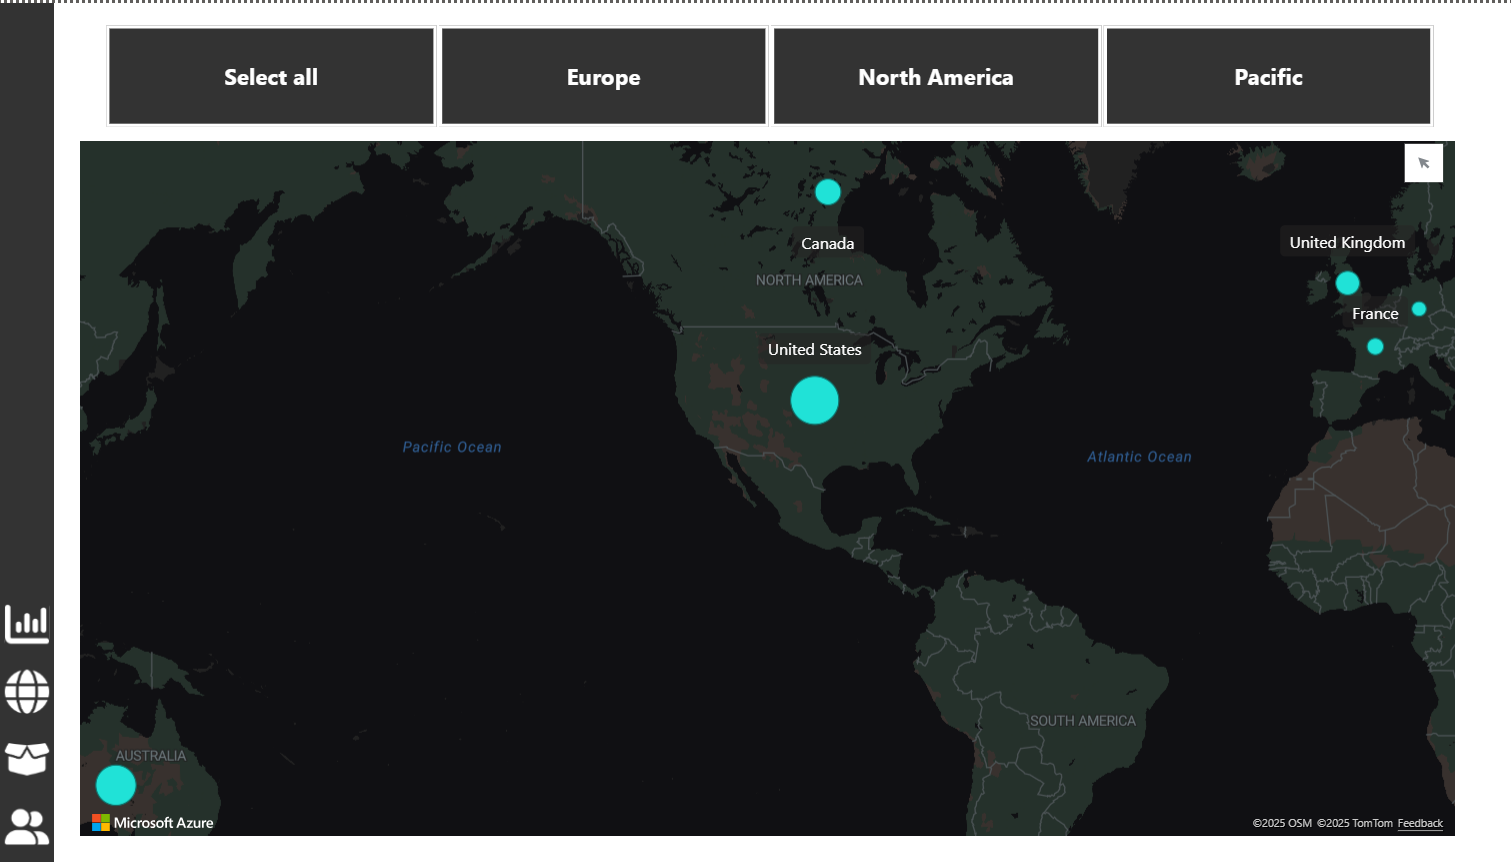 Select all
Europe
North America
Pacific
Canada
United Kingdom
NORTH AMERICA
France
United States
Pacific Ocean
Atlantic Ocean
SOUTH AMERICA
AUSTRALIA
Microsoft Azure
©2025 OSM ©2025 TomTom Feedback